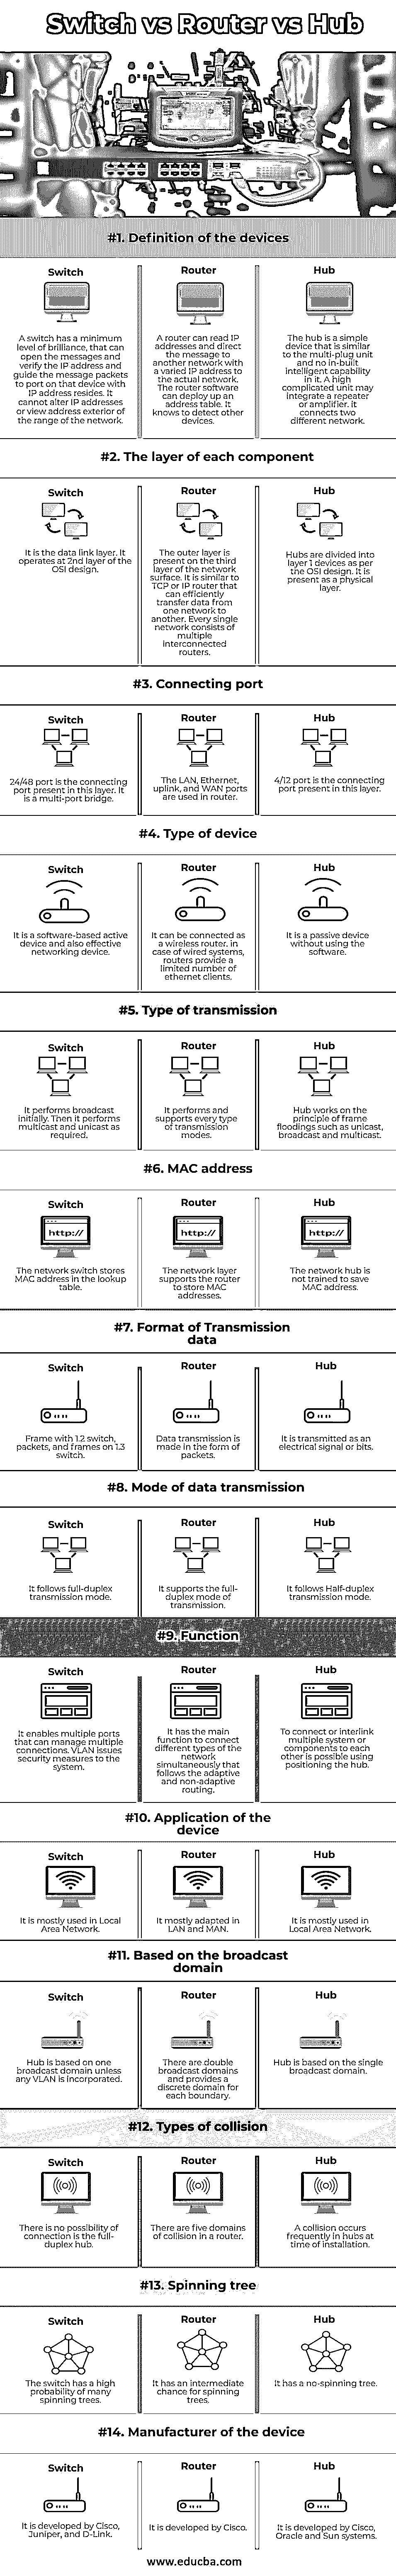 Switch vs Router vs Hub
#1. Definition of the devices
Switch
A switch has a minimum
level of brilliance, that can
open the messages and
verify the IP address and
guide the message packets
to port on that device with
IP address resides. It
cannot alter IP addresses
or view address exterior of
the range of the network.
Router
A router can read IP
addresses and direct
the message to
another network with
a varied IP address to
the actual network.
The router software
can deploy up an
address table. It
knows to detect other
devices.
Hub
The hub is a simple
device that is similar
to the multi-plug unit
and no in-built
intelligent capability
in it. A high
complicated unit may
integrate a repeater
or amplifier. it
connects two
different network.
#2. The layer of each component
Switch
It is the data link layer. It
operates at 2nd layer of the
OSI design.
Router
The outer layer is
present on the third
layer of the network
surface. It is similar to
TCP or IP router that
can efficiently
transfer data from
one network to
another. Every single
network consists of
multiple
interconnected
routers.
Hub
Hubs are divided into
layer 1 devices as per
the OSI design. It is
present as a physical
layer.
#3. Connecting port
Switch
24/48 port is the connecting
port present in this layer. It
is a multi-port bridge.
Router
The LAN, Ethernet,
uplink, and WAN ports
are used in router.
Hub
4/12 port is the connecting
port present in this layer.
#4. Type of device
Switch
It is a software-based active
device and also effective
networking device.
Router
It can be connected as
a wireless router, in
case of wired systems,
routers provide a
limited number of
ethernet clients.
Hub
It is a passive device
without using the
software.
#5. Type of transmission
Switch
It performs broadcast
initially. Then it performs
multicast and unicast as
required.
Router
It performs and
supports every type
of transmission
modes.
Hub
Hub works on the
principle of frame
floodings such as unicast,
broadcast and multicast.
#6. MAC address
Switch
http://
The network switch stores
MAC address in the lookup
table.
Router
http://
The network layer
supports the router
to store MAC
addresses.
Hub
http://
The network hub is
not trained to save
MAC address.
#7. Format of Transmission
data
Switch
Frame with 1.2 switch,
packets, and frames on 1.3
switch.
Router
Data transmission is
made in the form of
packets.
Hub
It is transmitted as an
electrical signal or bits.
#8. Mode of data transmission
Switch
It follows full-duplex
transmission mode.
Router
It supports the full-
duplex mode of
transmission.
Hub
It follows Half-duplex
transmission mode.
#9. Function
Switch
It enables multiple ports
that can manage multiple
connections. VLAN issues
security measures to the
system.
Router
It has the main
function to connect
different types of the
network
simultaneously that
follows the adaptive
and non-adaptive
routing.
Hub
To connect or interlink
multiple system or
components to each
other is possible using
positioning the hub.
#10. Application of the
device
Switch
It is mostly used in Local
Area Network.
Router
It mostly adapted in
LAN and MAN.
Hub
It is mostly used in
Local Area Network.
#11. Based on the broadcast
domain
Switch
Hub is based on one
broadcast domain unless
any VLAN is incorporated.
Router
There are double
broadcast domains
and provides a
discrete domain for
each boundary.
Hub
Hub is based on the single
broadcast domain.
#12. Types of collision
Switch
There is no possibility of
connection is the full-
duplex hub.
Router
There are five domains
of collision in a router.
Hub
A collision occurs
frequently in hubs at
time of installation.
#13. Spinning tree
Switch
The switch has a high
probability of many
spinning trees.
Router
It has an intermediate
chance for spinning
trees.
Hub
It has a no-spinning tree.
#14. Manufacturer of the device
Switch
It is developed by Cisco,
Juniper, and D-Link.
Router
It is developed by Cisco.
Hub
It is developed by Cisco,
Oracle and Sun systems.
www.educba.com